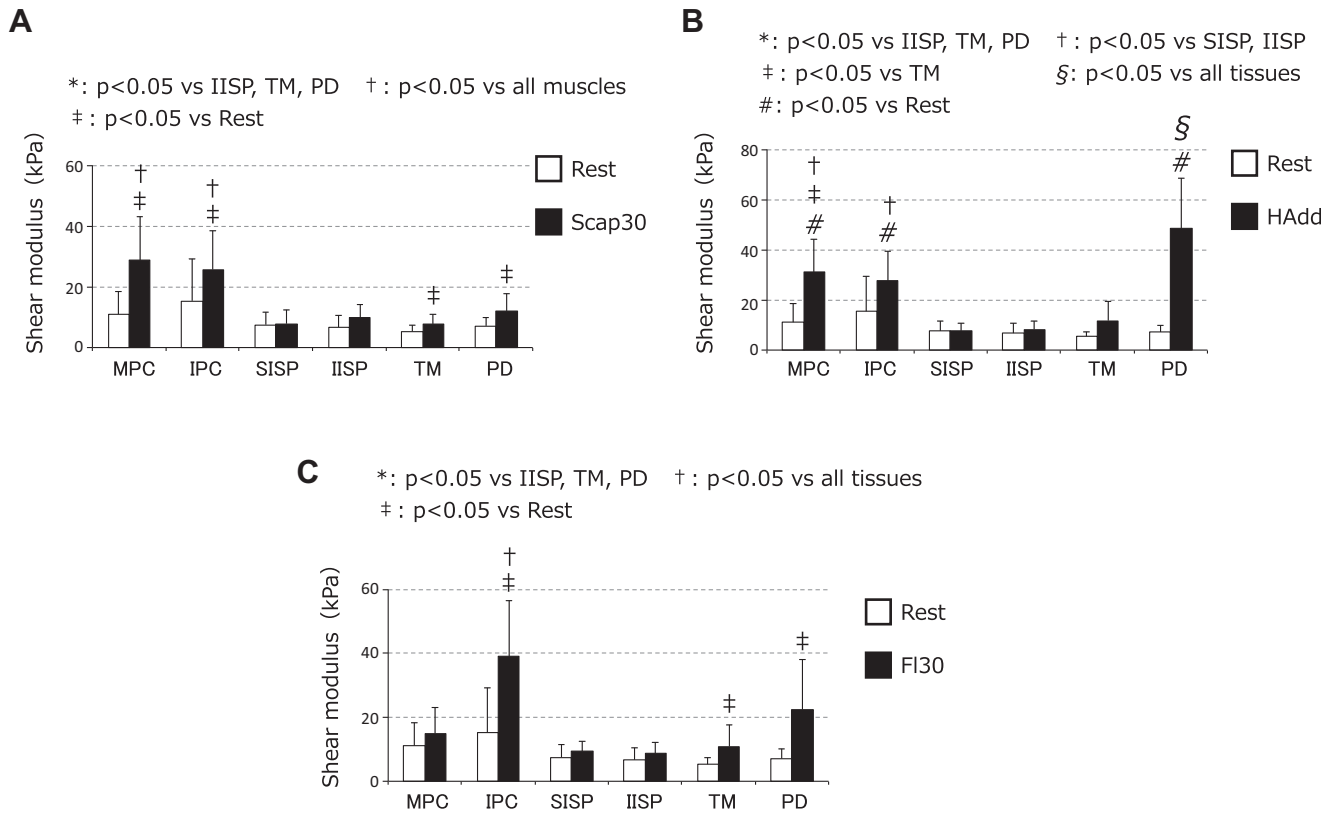 A
*: p<0.05 vs IISP, TM, PD † : p<0.05 vs all muscles
‡ : p<0.05 vs Rest
Shear modulus (kPa)
60
40
20
0
†
‡
†
‡
‡
‡
MPC IPC SISP IISP TM PD
Rest
Scap30
B
*: p<0.05 vs IISP, TM, PD † : p<0.05 vs SISP, IISP
‡ : p<0.05 vs TM §: p<0.05 vs all tissues
#: p<0.05 vs Rest
Shear modulus (kPa)
80
60
40
20
0
†
‡
#
†
#
§
#
MPC IPC SISP IISP TM PD
Rest
HAdd
C
*: p<0.05 vs IISP, TM, PD † : p<0.05 vs all tissues
‡ : p<0.05 vs Rest
Shear modulus (kPa)
60
40
20
0
†
‡
‡
‡
MPC IPC SISP IISP TM PD
Rest
Fl30